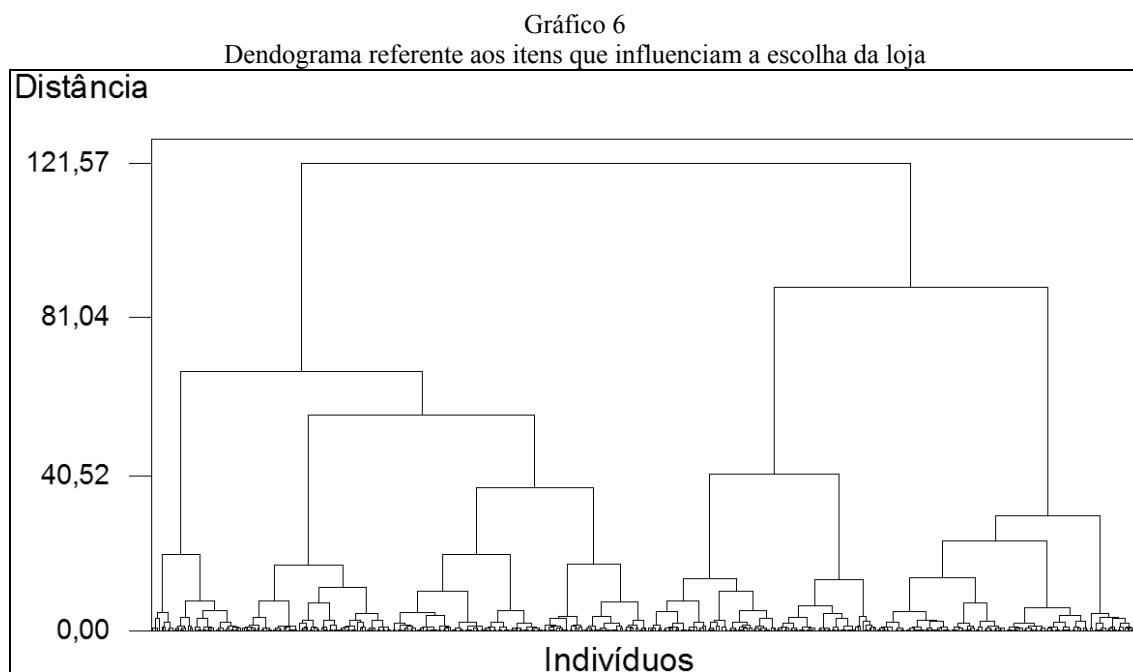 Gráfico 6
Dendograma referente aos itens que influenciam a escolha da loja
Distância
121,57
81,04
40,52
0,00
Indivíduos